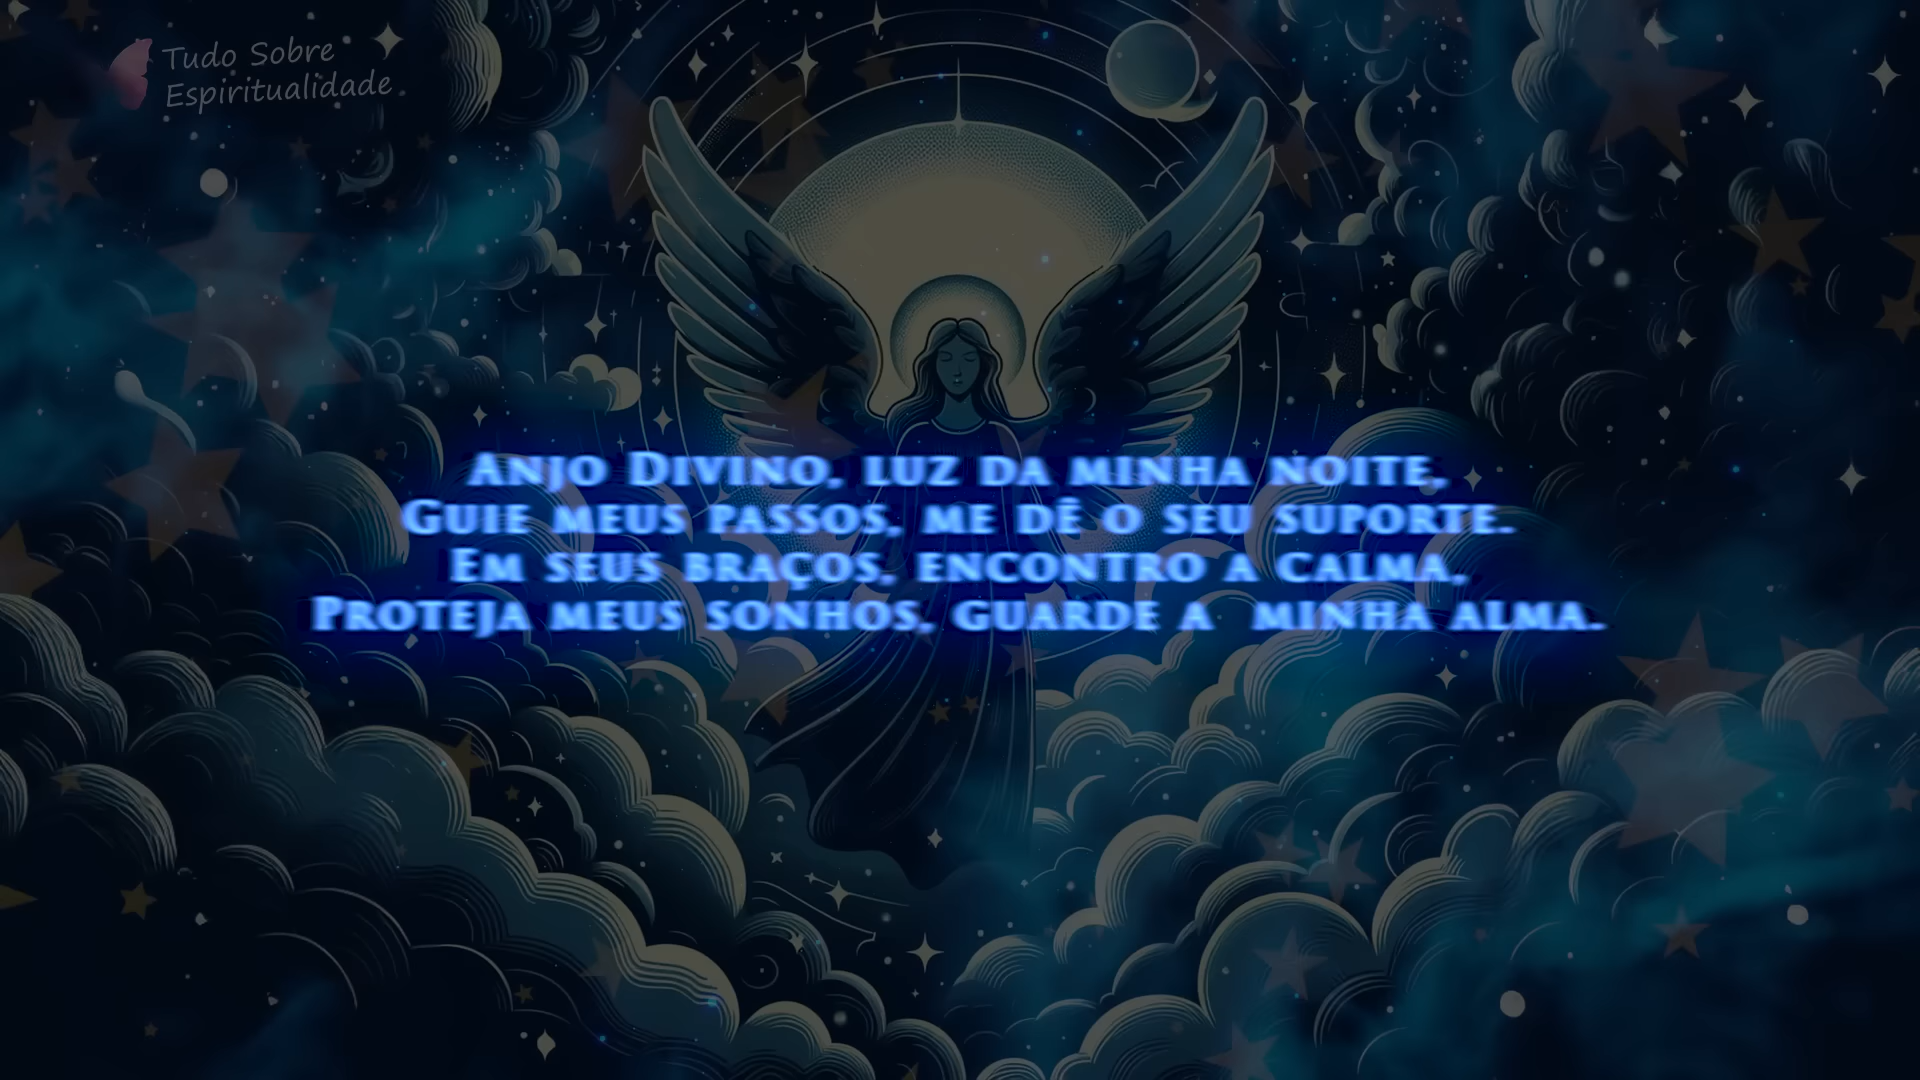 Tudo Sobre
Espiritualidade
Anjo Divino, luz da minha noite,
Guie meus passos, me dê o seu suporte.
Em seus braços, encontro a calma,
Proteja meus sonhos, guarde a minha alma.